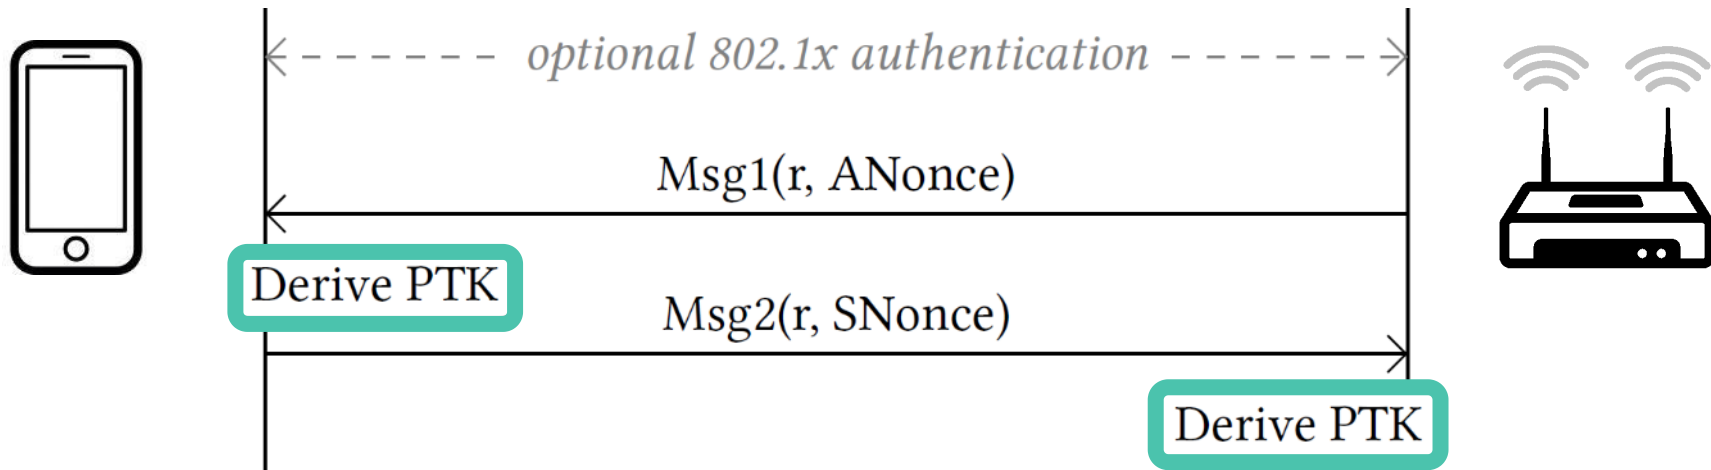 optional 802.1x authentication
Msg1(r, ANonce)
Derive PTK
Msg2(r, SNonce)
Derive PTK